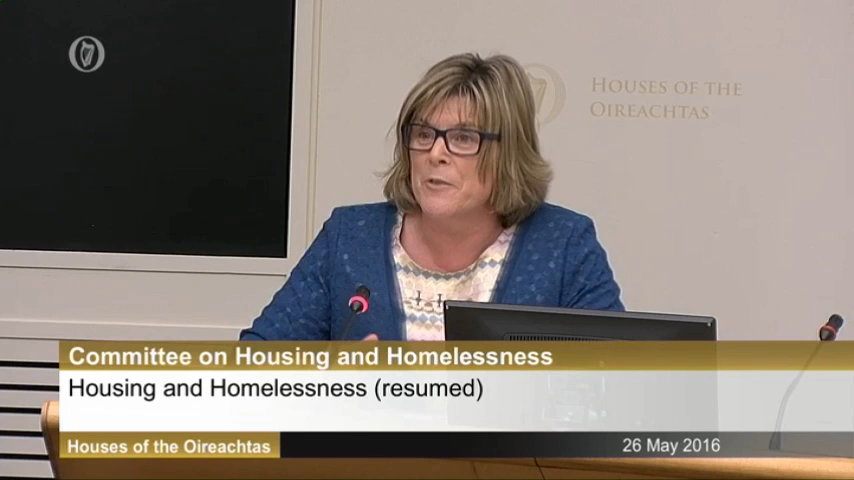 HOUSES OF THE
OIREACHTAS
Committee on Housing and Homelessness
Housing and Homelessness (resumed)
Houses of the Oireachtas
26 May 2016